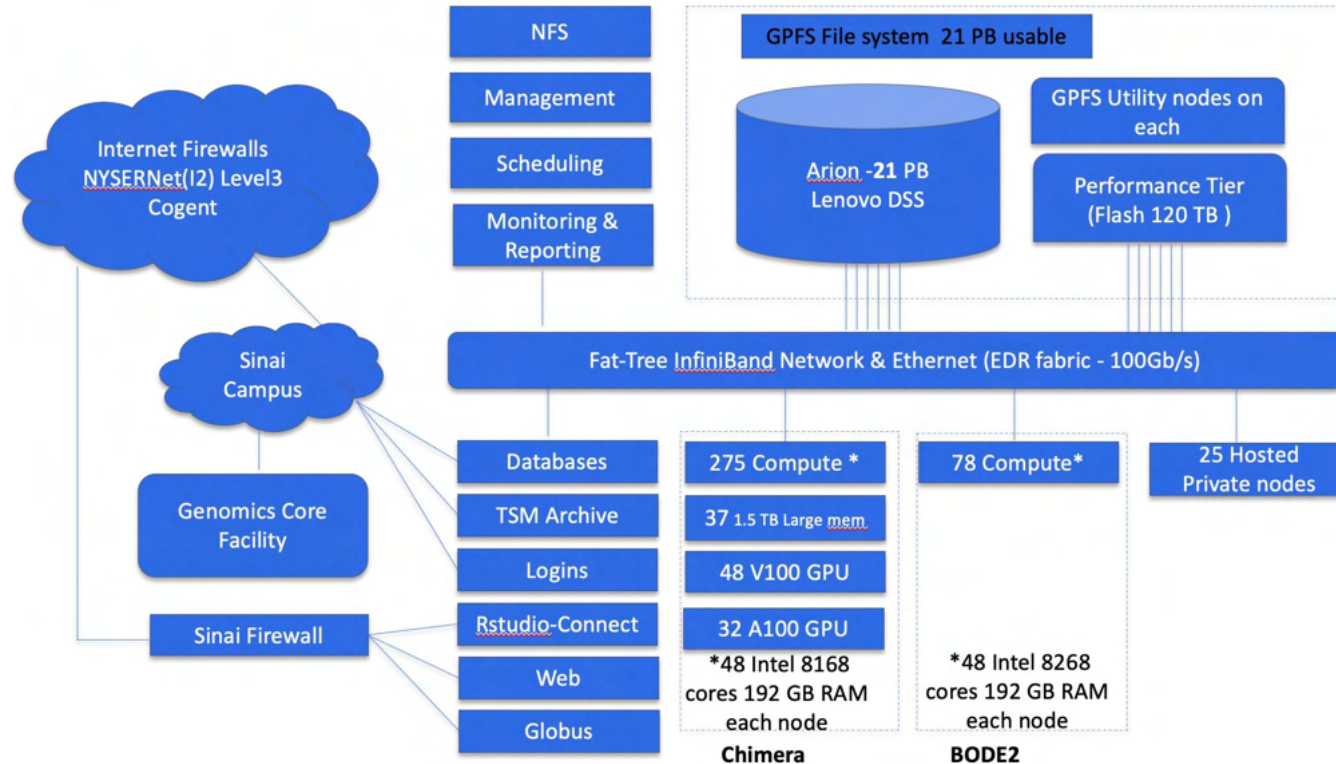 NFS
Management
Scheduling
Monitoring &
Reporting
GPFS File system  21 PB usable
Arion -21 PB
Lenovo DSS
GPFS Utility nodes on
each
Performance Tier
(Flash 120 TB )
Internet Firewalls
NYSERNet(I2) Level3
Cogent
Sinai
Campus
Genomics Core
Facility
Sinai Firewall
Fat-Tree InfiniBand Network & Ethernet (EDR fabric - 100Gb/s)
Databases
TSM Archive
Logins
Rstudio-Connect
Web
Globus
275 Compute *
37 1.5 TB Large mem
48 V100 GPU
32 A100 GPU
*48 Intel 8168
cores 192 GB RAM
each node
Chimera
78 Compute*
*48 Intel 8268
cores 192 GB RAM
each node
BODE2
25 Hosted
Private nodes